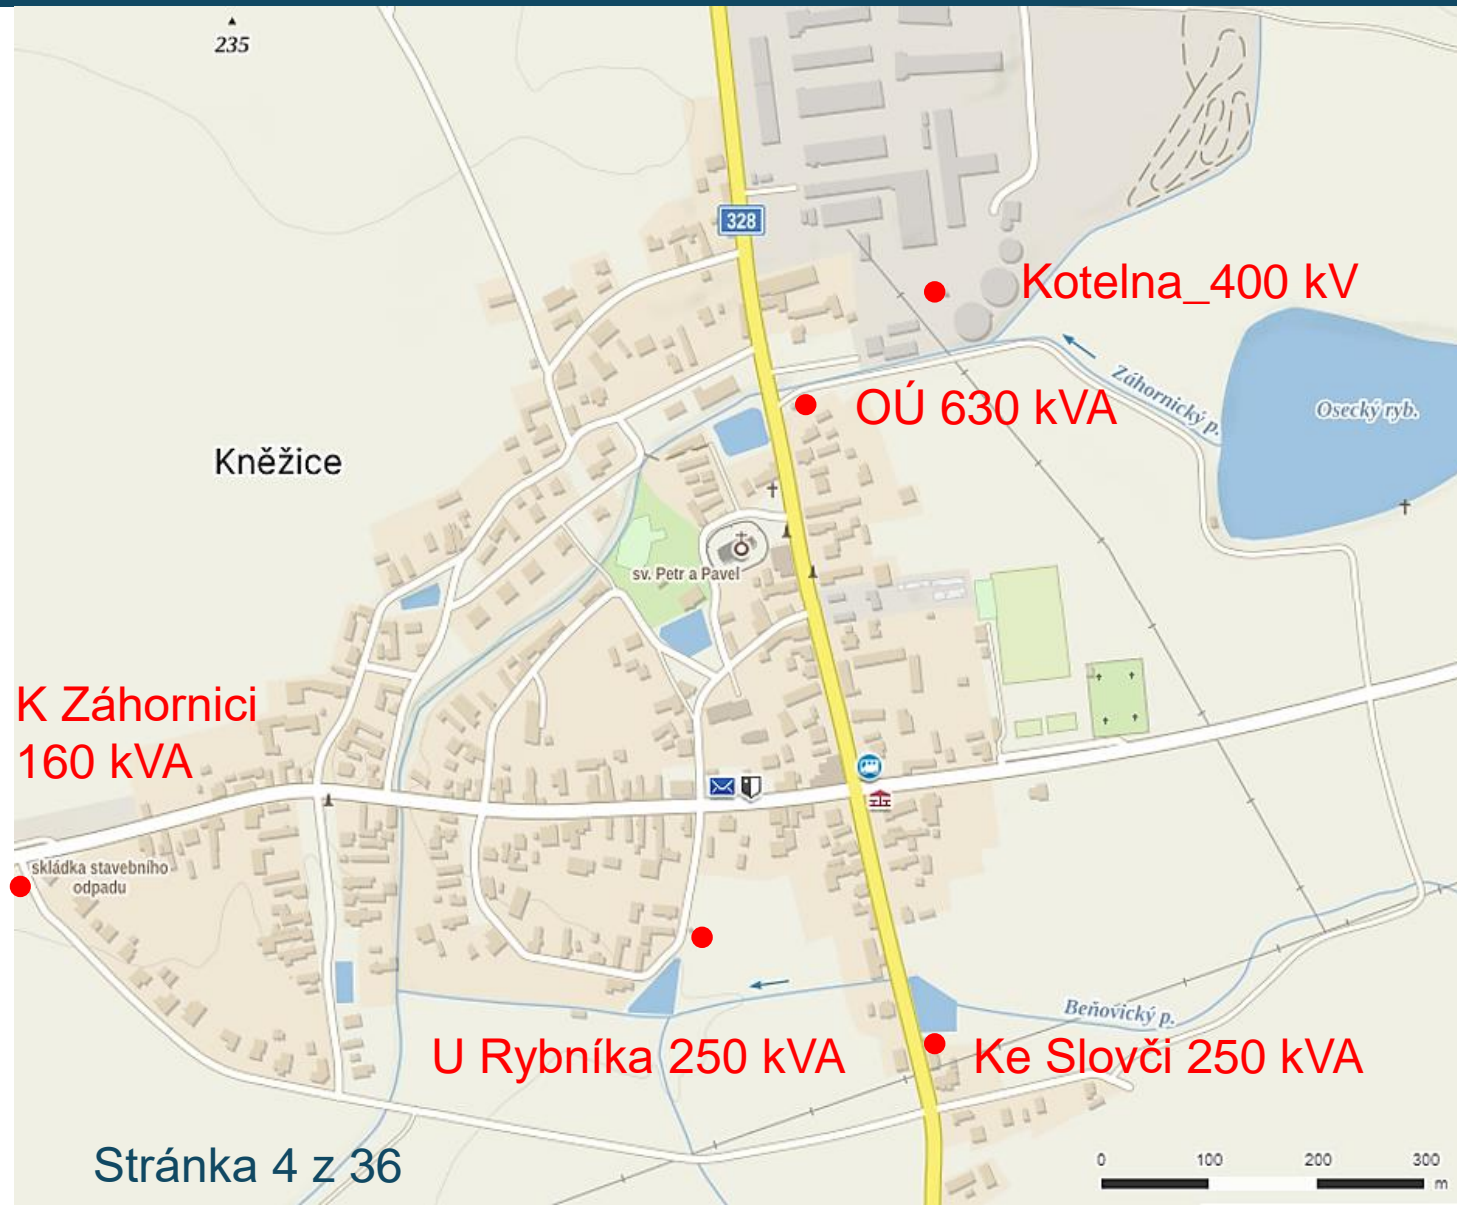 235
328
Kotelna_400 kV
Záhornický p.
OÚ 630 kVA
Osecký ryb.
Kněžice
sv. Petr a Pavel
K Záhornici
160 kVA
skládka stavebního
odpadu
Beňovický p.
U Rybníka 250 kVA
Ke Slovči 250 kVA
Stránka 4 z 36
0 100 200 300
m